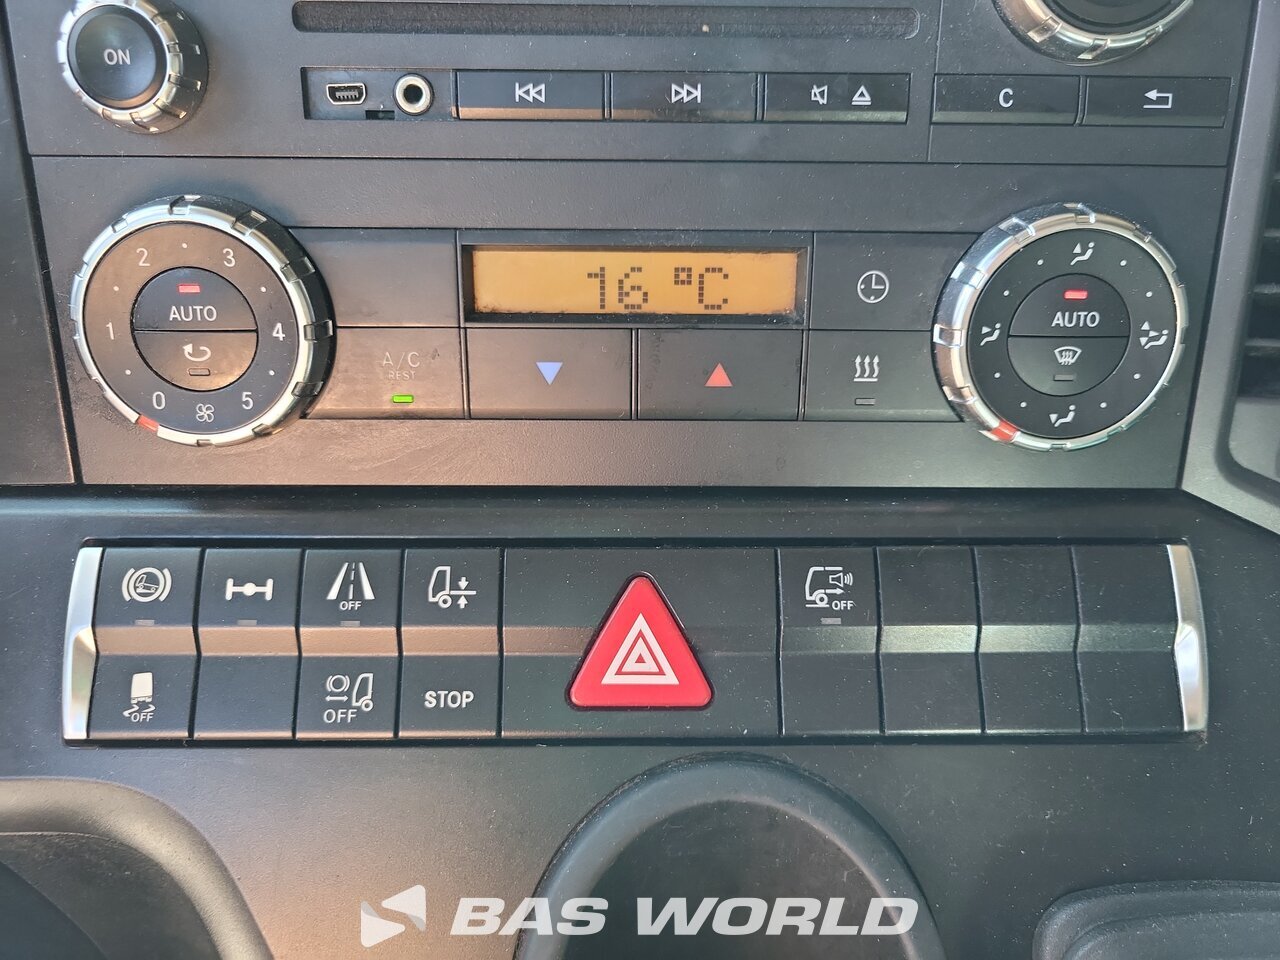 ON
C
16 °C
2 3
AUTO
1 4
0 5
A/C
REST
AUTO
OFF
OFF
OFF
OFF
STOP
BAS WORLD